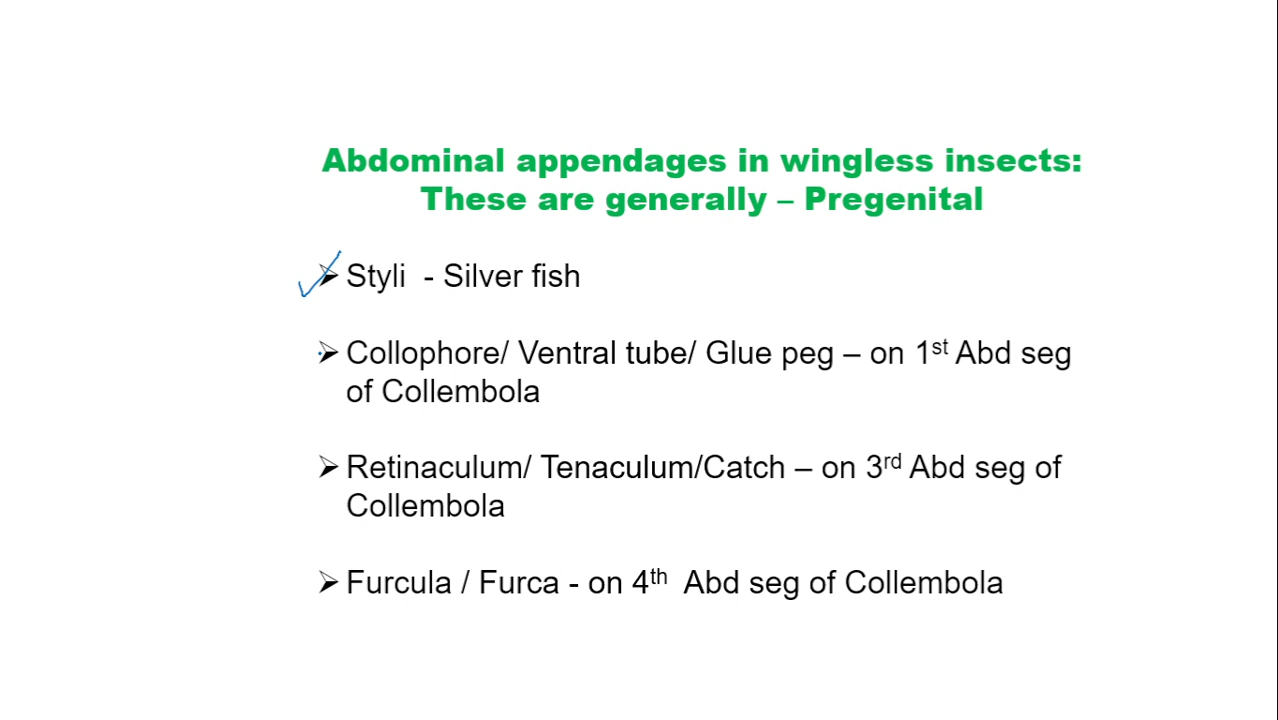 Abdominal appendages in wingless insects:
These are generally – Pregenital
➢ Styli - Silver fish
➢ Collophore/ Ventral tube/ Glue peg – on 1st Abd seg
of Collembola
➢ Retinaculum/ Tenaculum/Catch – on 3rd Abd seg of
Collembola
➢ Furcula / Furca - on 4th Abd seg of Collembola